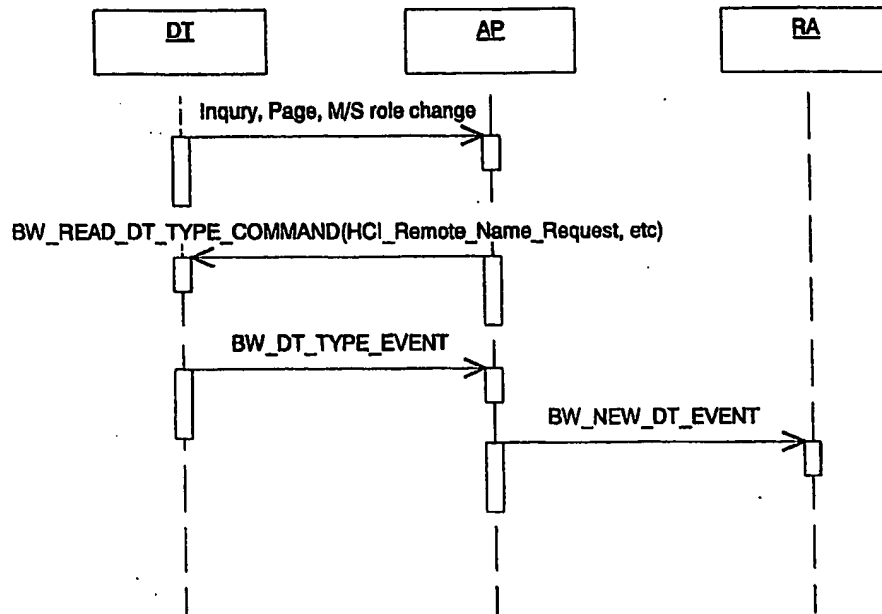 DT
AP
RA
Inqury, Page, M/S role change
BW_READ_DT_TYPE_COMMAND(HCI_Remote_Name_Request, etc)
BW_DT_TYPE_EVENT
BW_NEW_DT_EVENT